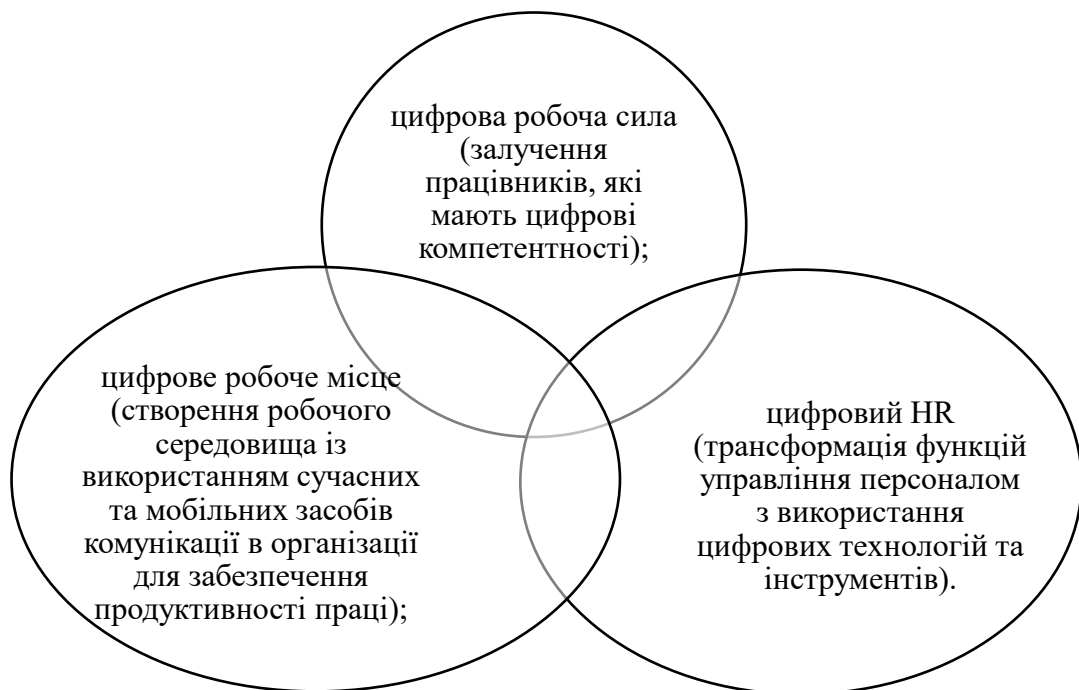 цифрова робоча сила
(залучення
працівників, які
мають цифрові
компетентності);
цифрове робоче місце
(створення робочого
середовища із
використанням сучасних
та мобільних засобів
комунікації в організації
для забезпечення
продуктивності праці);
цифровий HR
(трансформація функцій
управління персоналом
з використання
цифрових технологій та
інструментів).